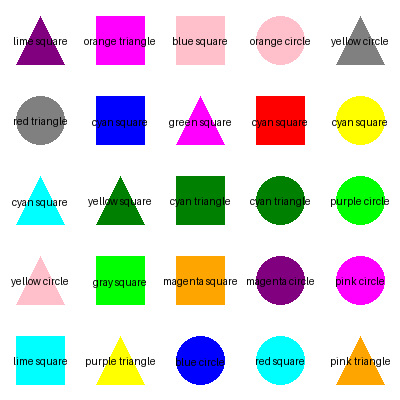 lime square orange triangle blue square orange circle yellow circle
red triangle cyan square green square cyan square cyan square
cyan square yellow square cyan triangle cyan triangle purple circle
yellow circle gray square magenta square magenta circle pink circle
lime square purple triangle blue circle red square pink triangle